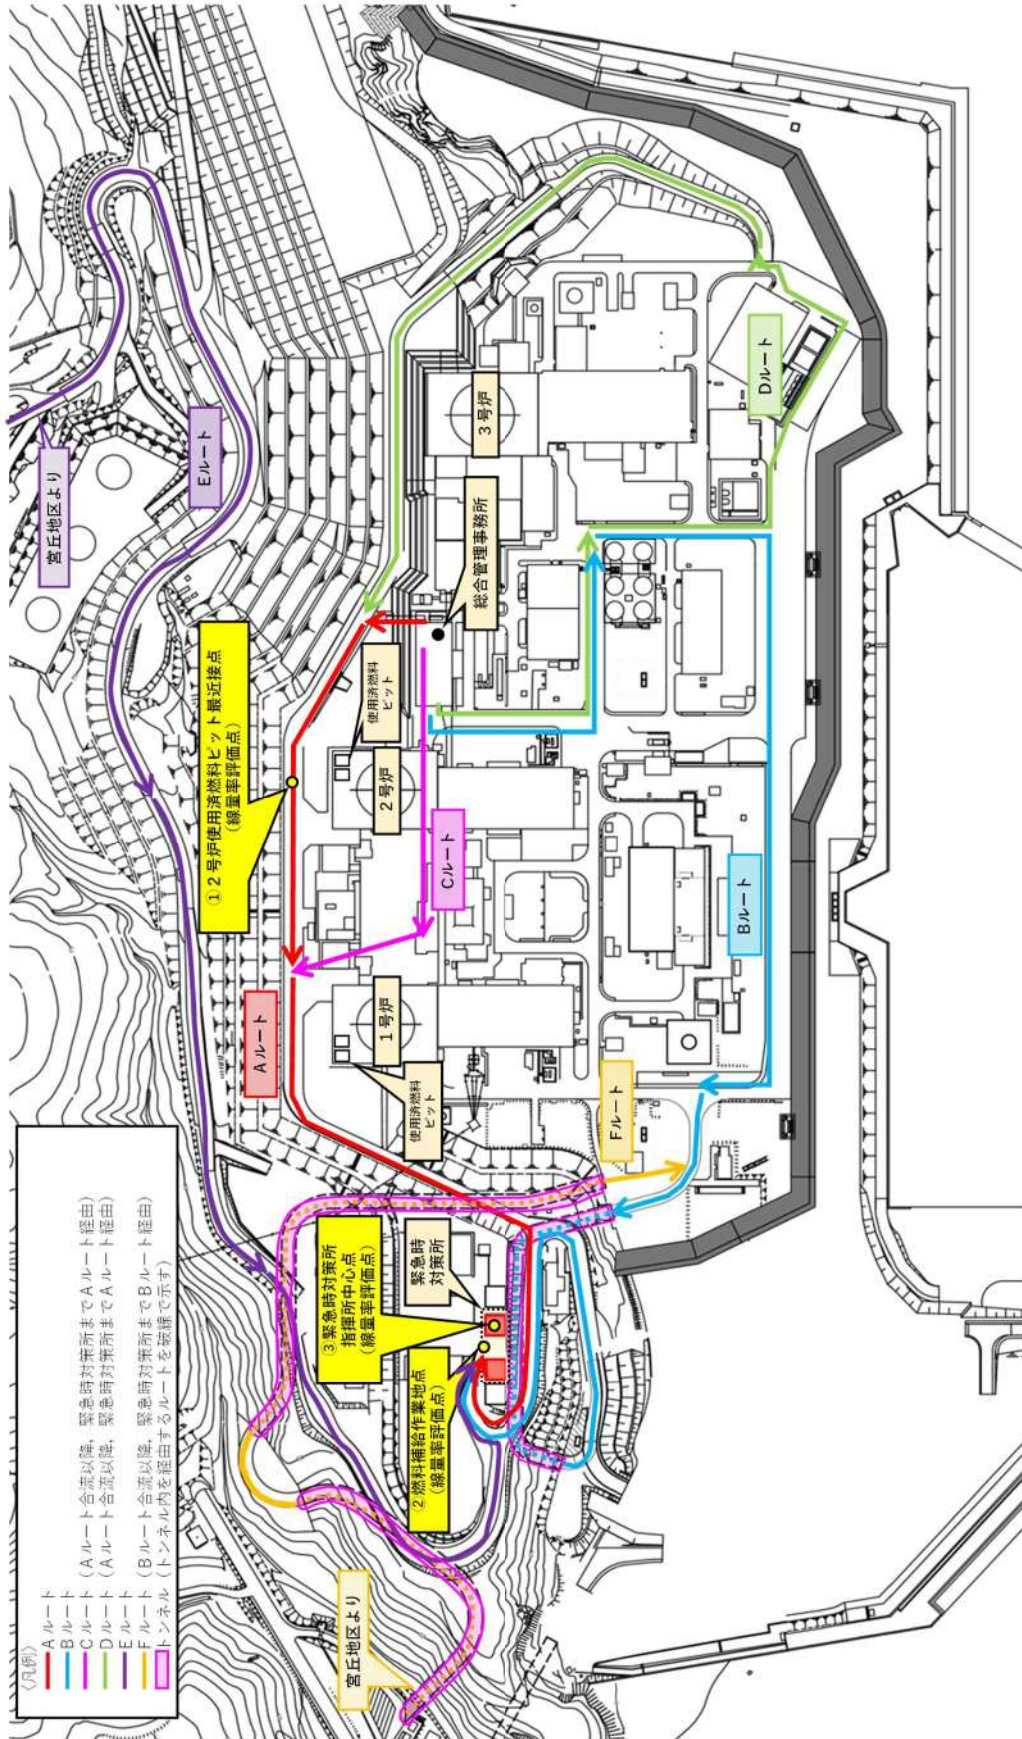 〈凡例〉
Aルート
Bルート
Cルート（Aルート合流以降，緊急時対策所までAルート経由）
Dルート（Aルート合流以降，緊急時対策所までAルート経由）
Eルート
Fルート（Bルート合流以降，緊急時対策所までBルート経由）
トンネル（トンネル内を経由するルートを破線で示す）
宮丘地区より
Eルート
①2号炉使用済燃料ピット最近接点
（線量率評価点）
Aルート
使用済燃料
ピット
2号炉
Cルート
総合管理事務所
3号炉
Dルート
1号炉
使用済燃料
ピット
Bルート
Fルート
③緊急時対策所
指揮所中心点
（線量率評価点）
緊急時
対策所
②燃料補給作業地点
（線量率評価点）
宮丘地区より